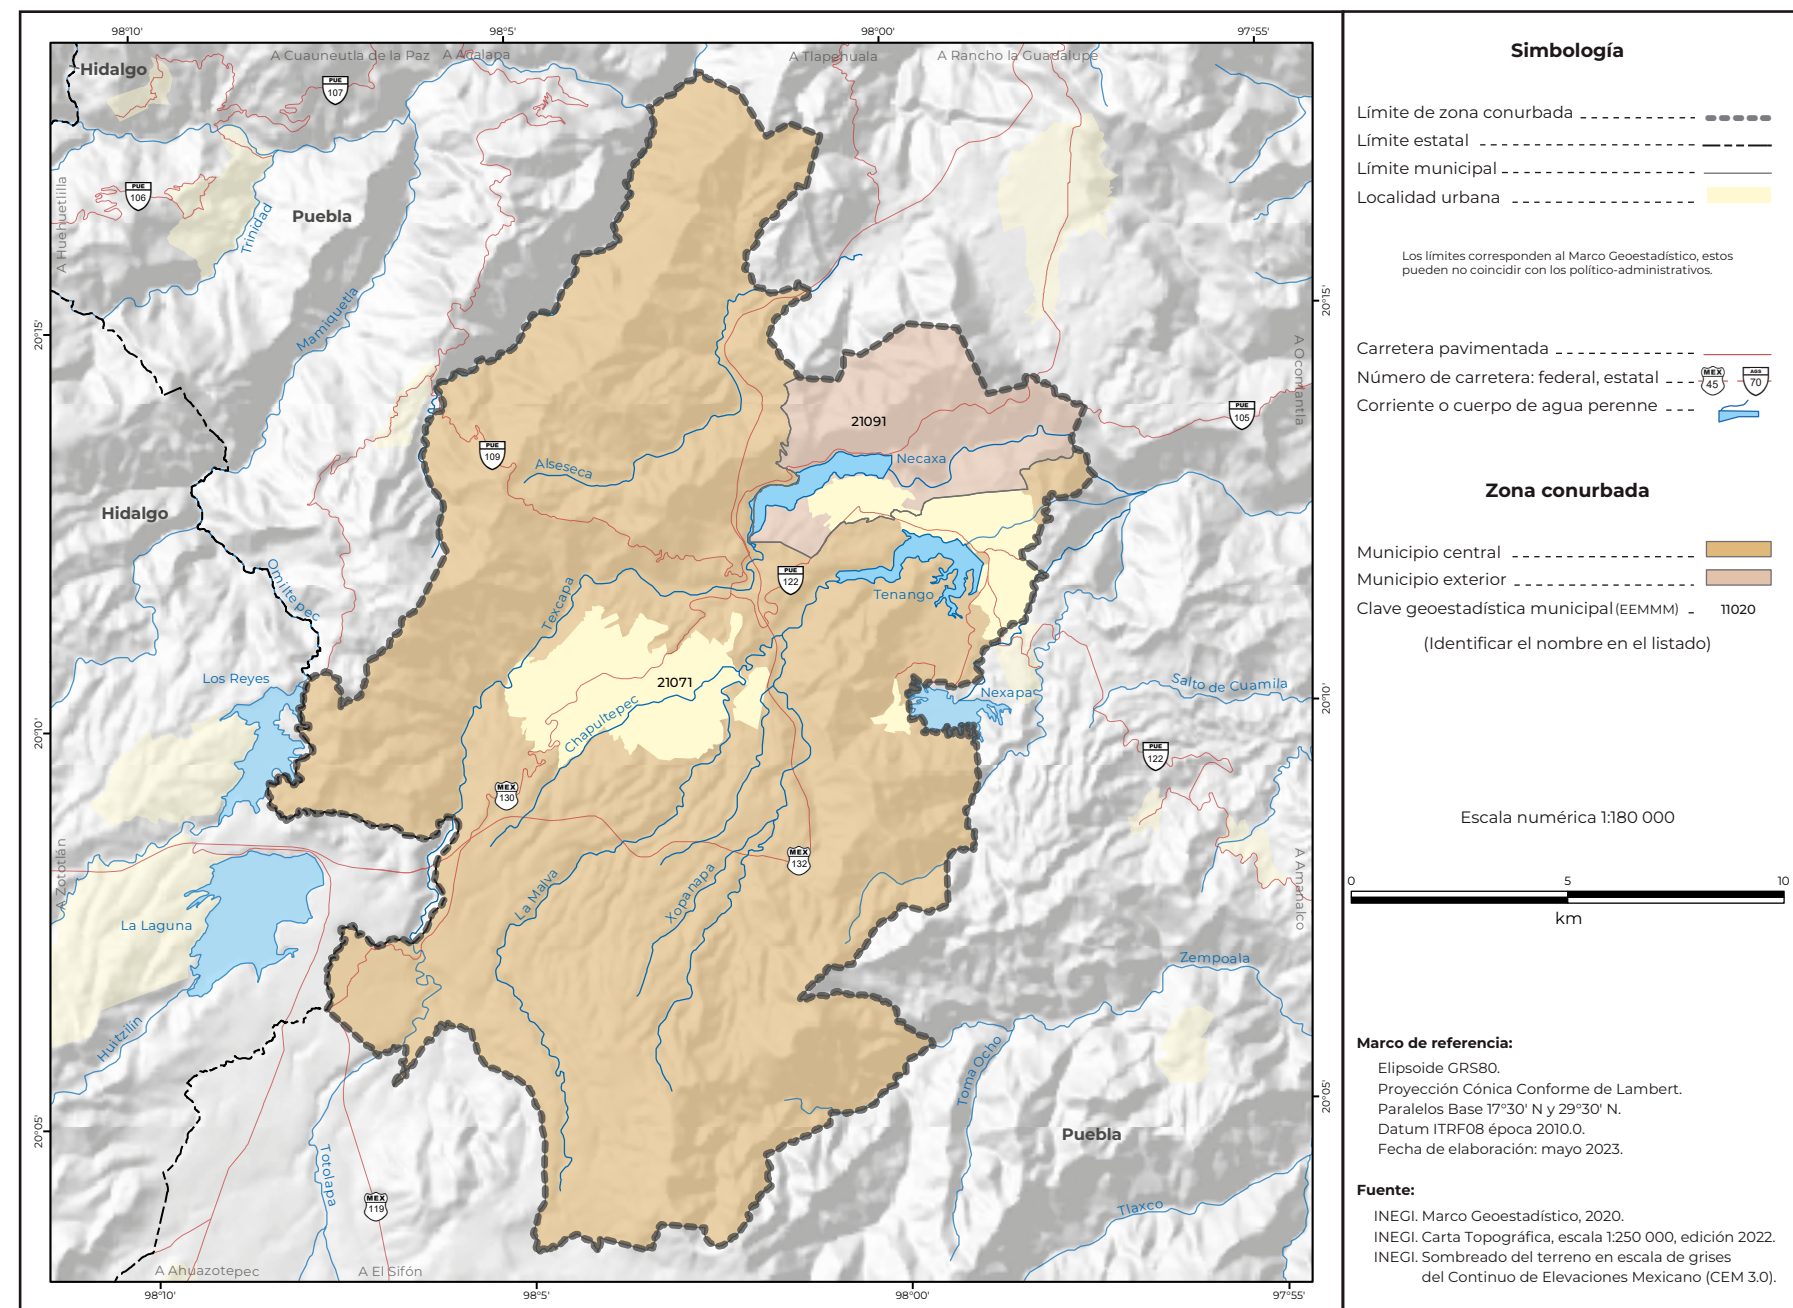 98°10'
98°5'
98°00'
97°55'
A Cuauneutla de la Paz
A Acalapa
A Tlapehuala
A Rancho la Guadalupe
Hidalgo
PUE
107
A Huehuetlilla
PUE
106
Trinidad
Puebla
Mamiquetla
20°15'
20°15'
A Ocomantla
PUE
105
21091
PUE
109
Alseseca
Necaxa
Hidalgo
Omiltepec
Texcapa
PUE
122
Tenango
Los Reyes
21071
Chapultepec
Nexapa
Salto de Cuamila
20°10'
20°10'
PUE
122
MEX
130
A Zototlán
MEX
132
A Amanalco
La Malva
Xopanapa
La Laguna
Zempoala
Huitzilin
Toma Ocho
20°05'
20°05'
Puebla
Totolapa
MEX
119
Tlaxco
A Ahuazotepec
A El Sifón
98°10'
98°5'
98°00'
97°55'
Simbología
Límite de zona conurbada
Límite estatal
Límite municipal
Localidad urbana
Los límites corresponden al Marco Geoestadístico, estos
pueden no coincidir con los político-administrativos.
Carretera pavimentada
Número de carretera: federal, estatal MEX 45 AGS 70
Corriente o cuerpo de agua perenne
Zona conurbada
Municipio central
Municipio exterior
Clave geoestadística municipal(EEMMM) 11020
(Identificar el nombre en el listado)
Escala numérica 1:180 000
0 5 10
km
Marco de referencia:
Elipsoide GRS80.
Proyección Cónica Conforme de Lambert.
Paralelos Base 17°30' N y 29°30' N.
Datum ITRF08 época 2010.0.
Fecha de elaboración: mayo 2023.
Fuente:
INEGI. Marco Geoestadístico, 2020.
INEGI. Carta Topográfica, escala 1:250 000, edición 2022.
INEGI. Sombreado del terreno en escala de grises
del Continuo de Elevaciones Mexicano (CEM 3.0).